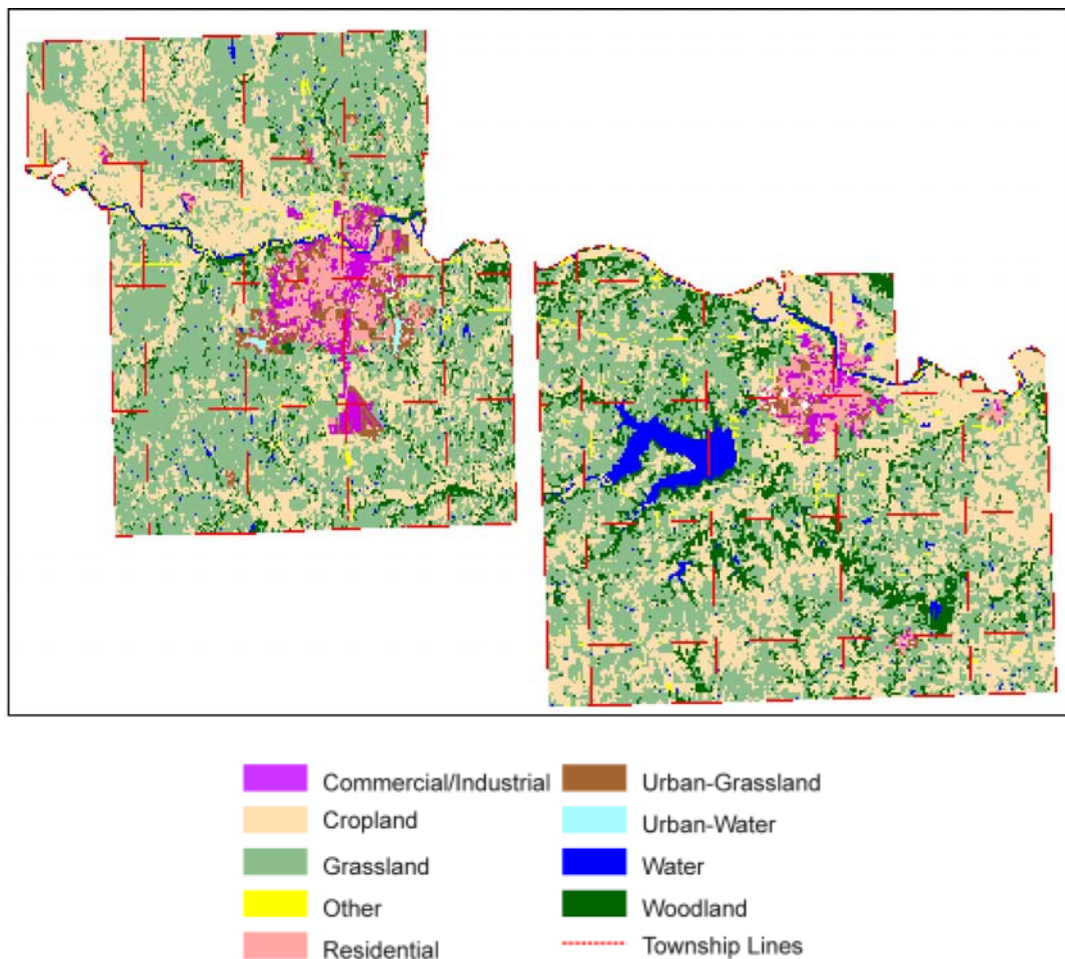 Commercial/Industrial
Cropland
Grassland
Other
Residential
Urban-Grassland
Urban-Water
Water
Woodland
Township Lines